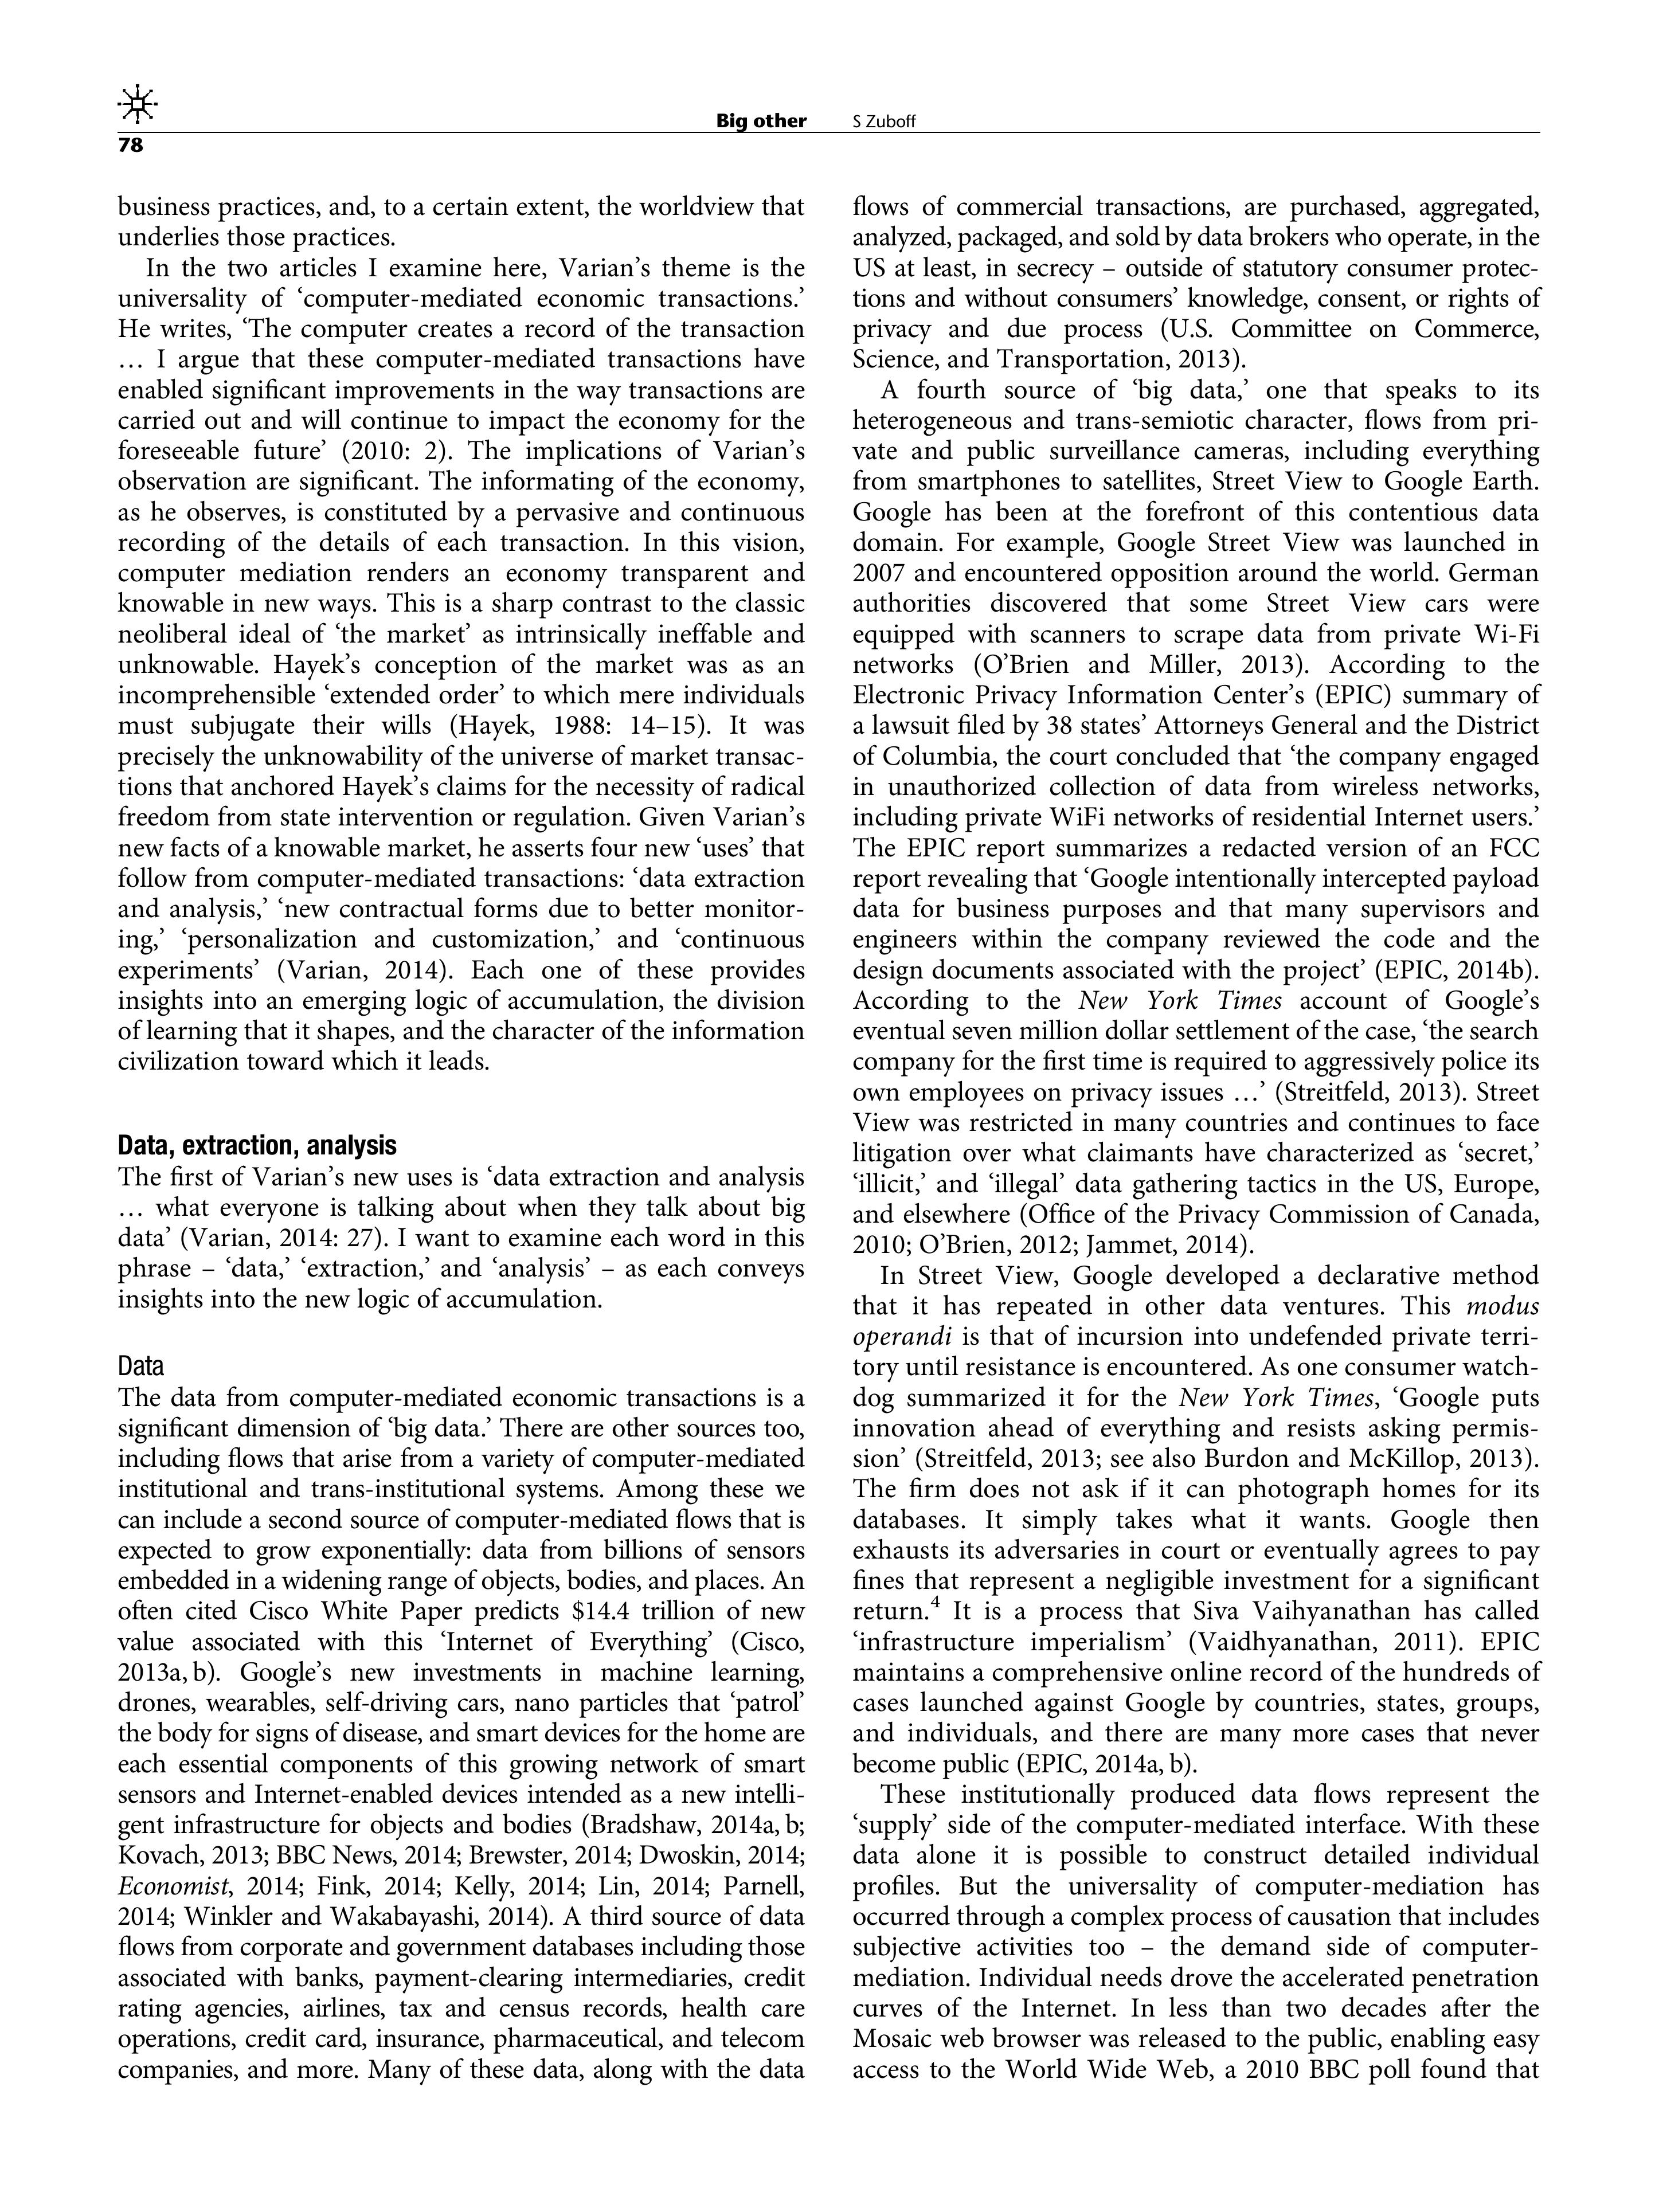 Big other
S Zuboff
78
business practices, and, to a certain extent, the worldview that
underlies those practices.
In the two articles I examine here, Varian's theme is the
universality of 'computer-mediated economic transactions.'
He writes, 'The computer creates a record of the transaction
… I argue that these computer-mediated transactions have
enabled significant improvements in the way transactions are
carried out and will continue to impact the economy for the
foreseeable future' (2010: 2). The implications of Varian's
observation are significant. The informating of the economy,
as he observes, is constituted by a pervasive and continuous
recording of the details of each transaction. In this vision,
computer mediation renders an economy transparent and
knowable in new ways. This is a sharp contrast to the classic
neoliberal ideal of 'the market' as intrinsically ineffable and
unknowable. Hayek's conception of the market was as an
incomprehensible 'extended order' to which mere individuals
must subjugate their wills (Hayek, 1988: 14–15). It was
precisely the unknowability of the universe of market transac-
tions that anchored Hayek's claims for the necessity of radical
freedom from state intervention or regulation. Given Varian's
new facts of a knowable market, he asserts four new 'uses' that
follow from computer-mediated transactions: 'data extraction
and analysis,' 'new contractual forms due to better monitor-
ing,' 'personalization and customization,' and 'continuous
experiments' (Varian, 2014). Each one of these provides
insights into an emerging logic of accumulation, the division
of learning that it shapes, and the character of the information
civilization toward which it leads.
Data, extraction, analysis
The first of Varian's new uses is 'data extraction and analysis
… what everyone is talking about when they talk about big
data' (Varian, 2014: 27). I want to examine each word in this
phrase – 'data,' 'extraction,' and 'analysis' – as each conveys
insights into the new logic of accumulation.
Data
The data from computer-mediated economic transactions is a
significant dimension of 'big data.' There are other sources too,
including flows that arise from a variety of computer-mediated
institutional and trans-institutional systems. Among these we
can include a second source of computer-mediated flows that is
expected to grow exponentially: data from billions of sensors
embedded in a widening range of objects, bodies, and places. An
often cited Cisco White Paper predicts $14.4 trillion of new
value associated with this 'Internet of Everything' (Cisco,
2013a, b). Google's new investments in machine learning,
drones, wearables, self-driving cars, nano particles that 'patrol'
the body for signs of disease, and smart devices for the home are
each essential components of this growing network of smart
sensors and Internet-enabled devices intended as a new intelli-
gent infrastructure for objects and bodies (Bradshaw, 2014a, b;
Kovach, 2013; BBC News, 2014; Brewster, 2014; Dwoskin, 2014;
Economist, 2014; Fink, 2014; Kelly, 2014; Lin, 2014; Parnell,
2014; Winkler and Wakabayashi, 2014). A third source of data
flows from corporate and government databases including those
associated with banks, payment-clearing intermediaries, credit
rating agencies, airlines, tax and census records, health care
operations, credit card, insurance, pharmaceutical, and telecom
companies, and more. Many of these data, along with the data
flows of commercial transactions, are purchased, aggregated,
analyzed, packaged, and sold by data brokers who operate, in the
US at least, in secrecy – outside of statutory consumer protec-
tions and without consumers' knowledge, consent, or rights of
privacy and due process (U.S. Committee on Commerce,
Science, and Transportation, 2013).
A fourth source of 'big data,' one that speaks to its
heterogeneous and trans-semiotic character, flows from pri-
vate and public surveillance cameras, including everything
from smartphones to satellites, Street View to Google Earth.
Google has been at the forefront of this contentious data
domain. For example, Google Street View was launched in
2007 and encountered opposition around the world. German
authorities discovered that some Street View cars were
equipped with scanners to scrape data from private Wi-Fi
networks (O'Brien and Miller, 2013). According to the
Electronic Privacy Information Center's (EPIC) summary of
a lawsuit filed by 38 states' Attorneys General and the District
of Columbia, the court concluded that 'the company engaged
in unauthorized collection of data from wireless networks,
including private WiFi networks of residential Internet users.'
The EPIC report summarizes a redacted version of an FCC
report revealing that 'Google intentionally intercepted payload
data for business purposes and that many supervisors and
engineers within the company reviewed the code and the
design documents associated with the project' (EPIC, 2014b).
According to the New York Times account of Google's
eventual seven million dollar settlement of the case, 'the search
company for the first time is required to aggressively police its
own employees on privacy issues …' (Streitfeld, 2013). Street
View was restricted in many countries and continues to face
litigation over what claimants have characterized as 'secret,'
'illicit,' and 'illegal' data gathering tactics in the US, Europe,
and elsewhere (Office of the Privacy Commission of Canada,
2010; O'Brien, 2012; Jammet, 2014).
In Street View, Google developed a declarative method
that it has repeated in other data ventures. This modus
operandi is that of incursion into undefended private terri-
tory until resistance is encountered. As one consumer watch-
dog summarized it for the New York Times, 'Google puts
innovation ahead of everything and resists asking permis-
sion' (Streitfeld, 2013; see also Burdon and McKillop, 2013).
The firm does not ask if it can photograph homes for its
databases. It simply takes what it wants. Google then
exhausts its adversaries in court or eventually agrees to pay
fines that represent a negligible investment for a significant
return.4 It is a process that Siva Vaihyanathan has called
'infrastructure imperialism' (Vaidhyanathan, 2011). EPIC
maintains a comprehensive online record of the hundreds of
cases launched against Google by countries, states, groups,
and individuals, and there are many more cases that never
become public (EPIC, 2014a, b).
These institutionally produced data flows represent the
'supply' side of the computer-mediated interface. With these
data alone it is possible to construct detailed individual
profiles. But the universality of computer-mediation has
occurred through a complex process of causation that includes
subjective activities too – the demand side of computer-
mediation. Individual needs drove the accelerated penetration
curves of the Internet. In less than two decades after the
Mosaic web browser was released to the public, enabling easy
access to the World Wide Web, a 2010 BBC poll found that